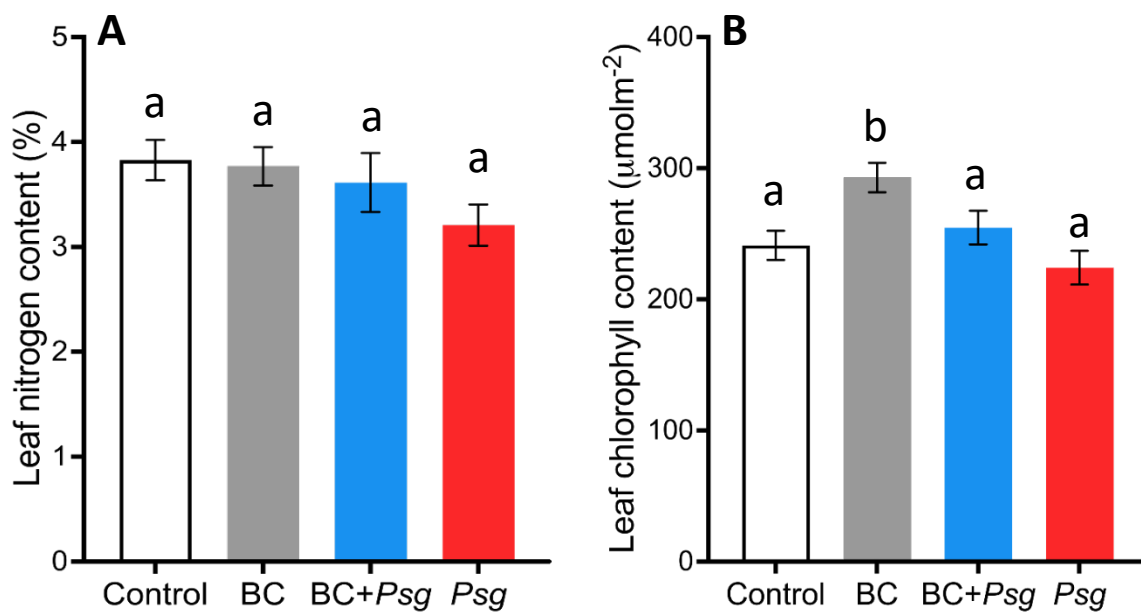 A
Leaf nitrogen content (%)
5
4
3
2
1
0
a
a
a
a
Control
BC
BC+Psg
Psg
B
Leaf chlorophyll content (μmolm⁻²)
400
300
200
100
0
a
b
a
a
Control
BC
BC+Psg
Psg